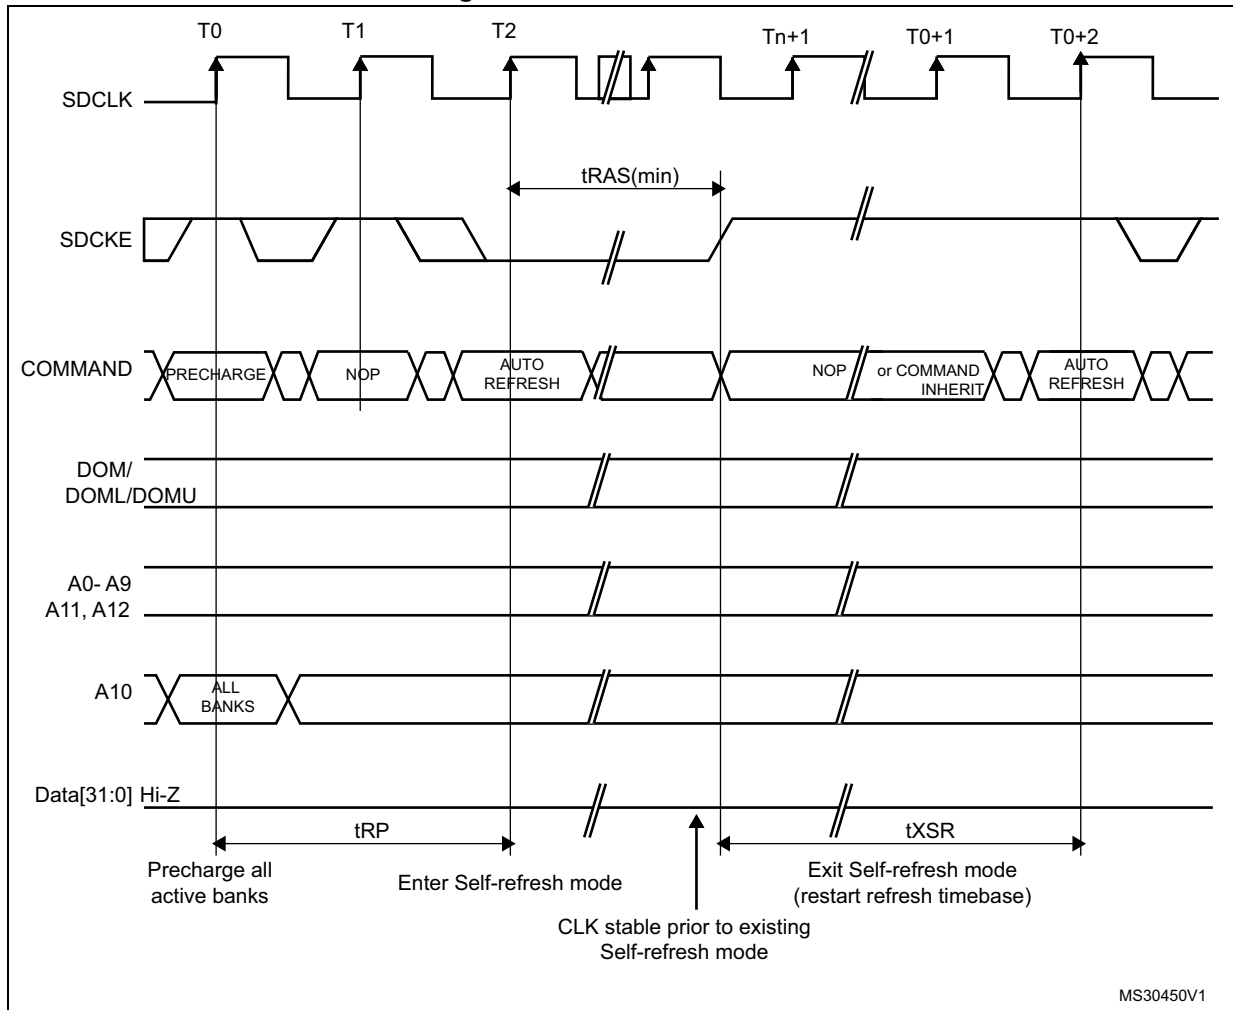 T0 T1 T2 Tn+1 T0+1 T0+2
SDCLK
tRAS(min)
SDCKE
COMMAND PRECHARGE NOP AUTO REFRESH NOP or COMMAND INHERIT AUTO REFRESH
DOM/
DOML/DOMU
A0- A9
A11, A12
A10 ALL BANKS
Data[31:0] Hi-Z
tRP tXSR
Precharge all
active banks
Enter Self-refresh mode
Exit Self-refresh mode
(restart refresh timebase)
CLK stable prior to existing
Self-refresh mode
MS30450V1